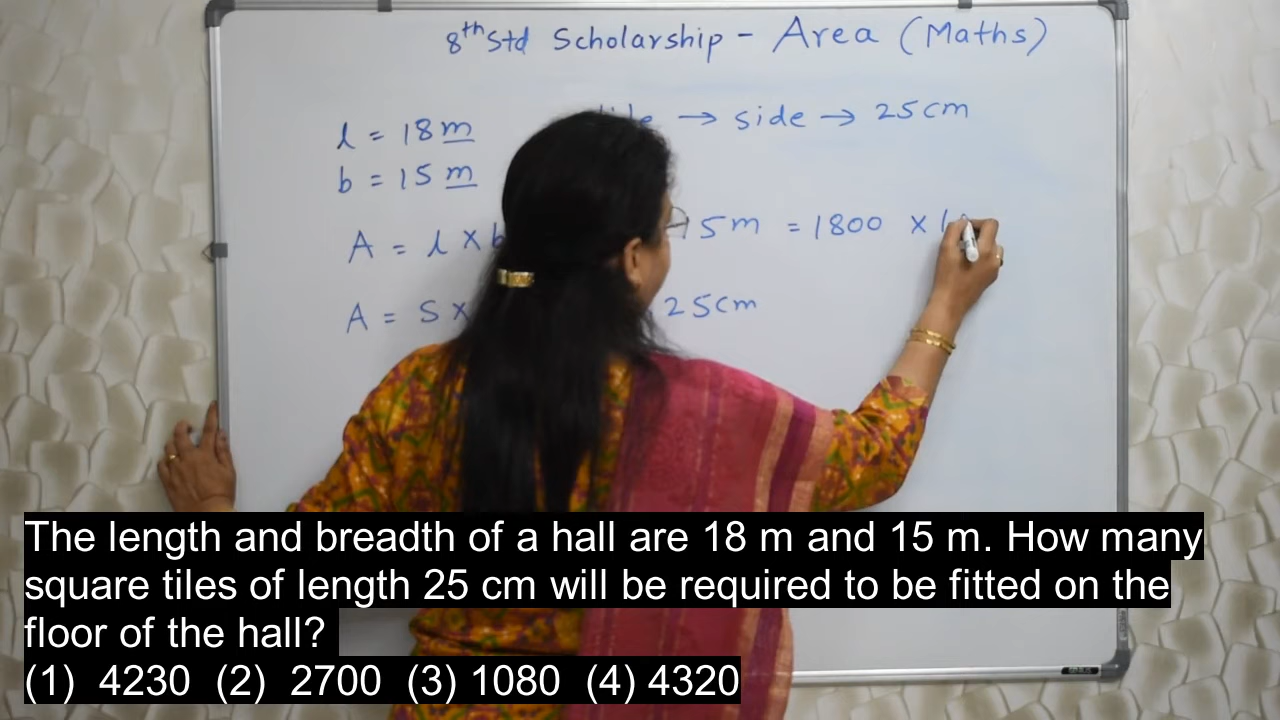 8th Std Scholarship - Area (Maths)
l = 18 m → side → 25 cm
b = 15 m
A = l × b 15 m = 1800 × 1
A = S × 25 cm
The length and breadth of a hall are 18 m and 15 m. How many
square tiles of length 25 cm will be required to be fitted on the
floor of the hall?
(1) 4230 (2) 2700 (3) 1080 (4) 4320